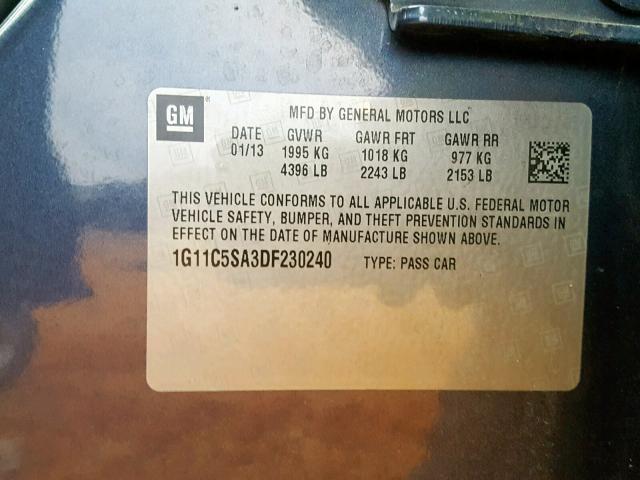 GM
MFD BY GENERAL MOTORS LLC
DATE GVWR GAWR FRT GAWR RR
01/13 1995 KG 1018 KG 977 KG
4396 LB 2243 LB 2153 LB
THIS VEHICLE CONFORMS TO ALL APPLICABLE U.S. FEDERAL MOTOR
VEHICLE SAFETY, BUMPER, AND THEFT PREVENTION STANDARDS IN
EFFECT ON THE DATE OF MANUFACTURE SHOWN ABOVE.
1G11C5SA3DF230240 TYPE: PASS CAR